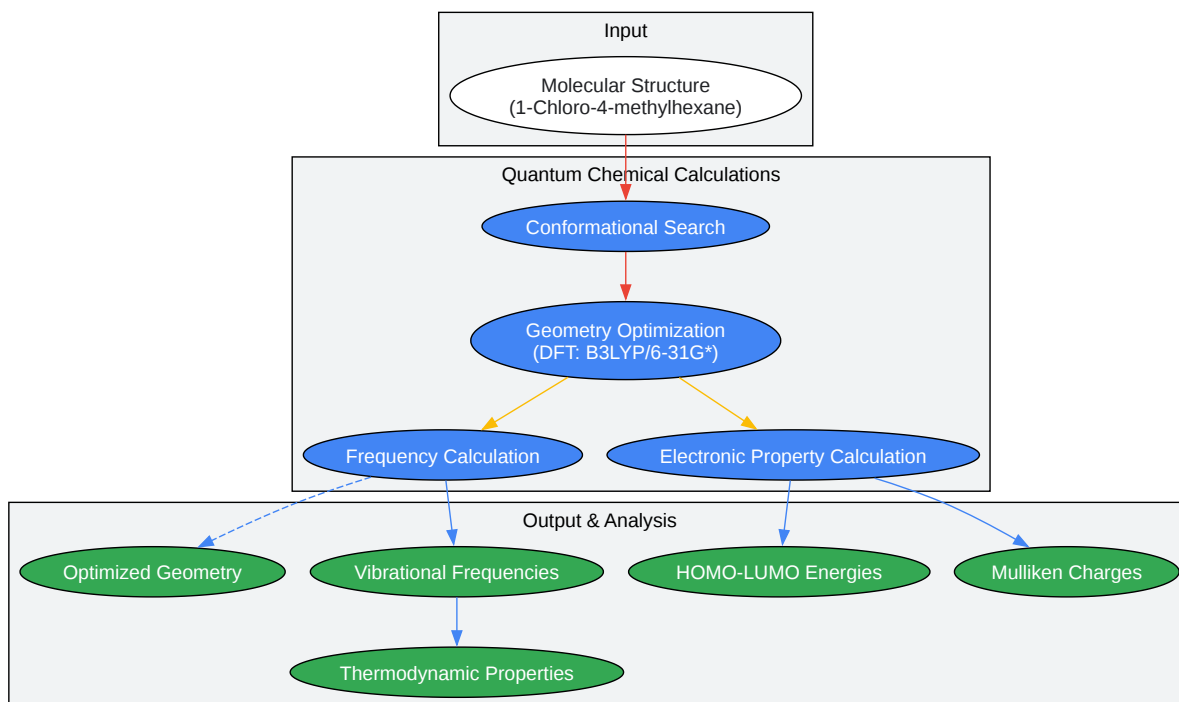 Input
Molecular Structure
(1-Chloro-4-methylhexane)
Quantum Chemical Calculations
Conformational Search
Geometry Optimization
(DFT: B3LYP/6-31G*)
Frequency Calculation
Electronic Property Calculation
Output & Analysis
Optimized Geometry
Vibrational Frequencies
HOMO-LUMO Energies
Mulliken Charges
Thermodynamic Properties